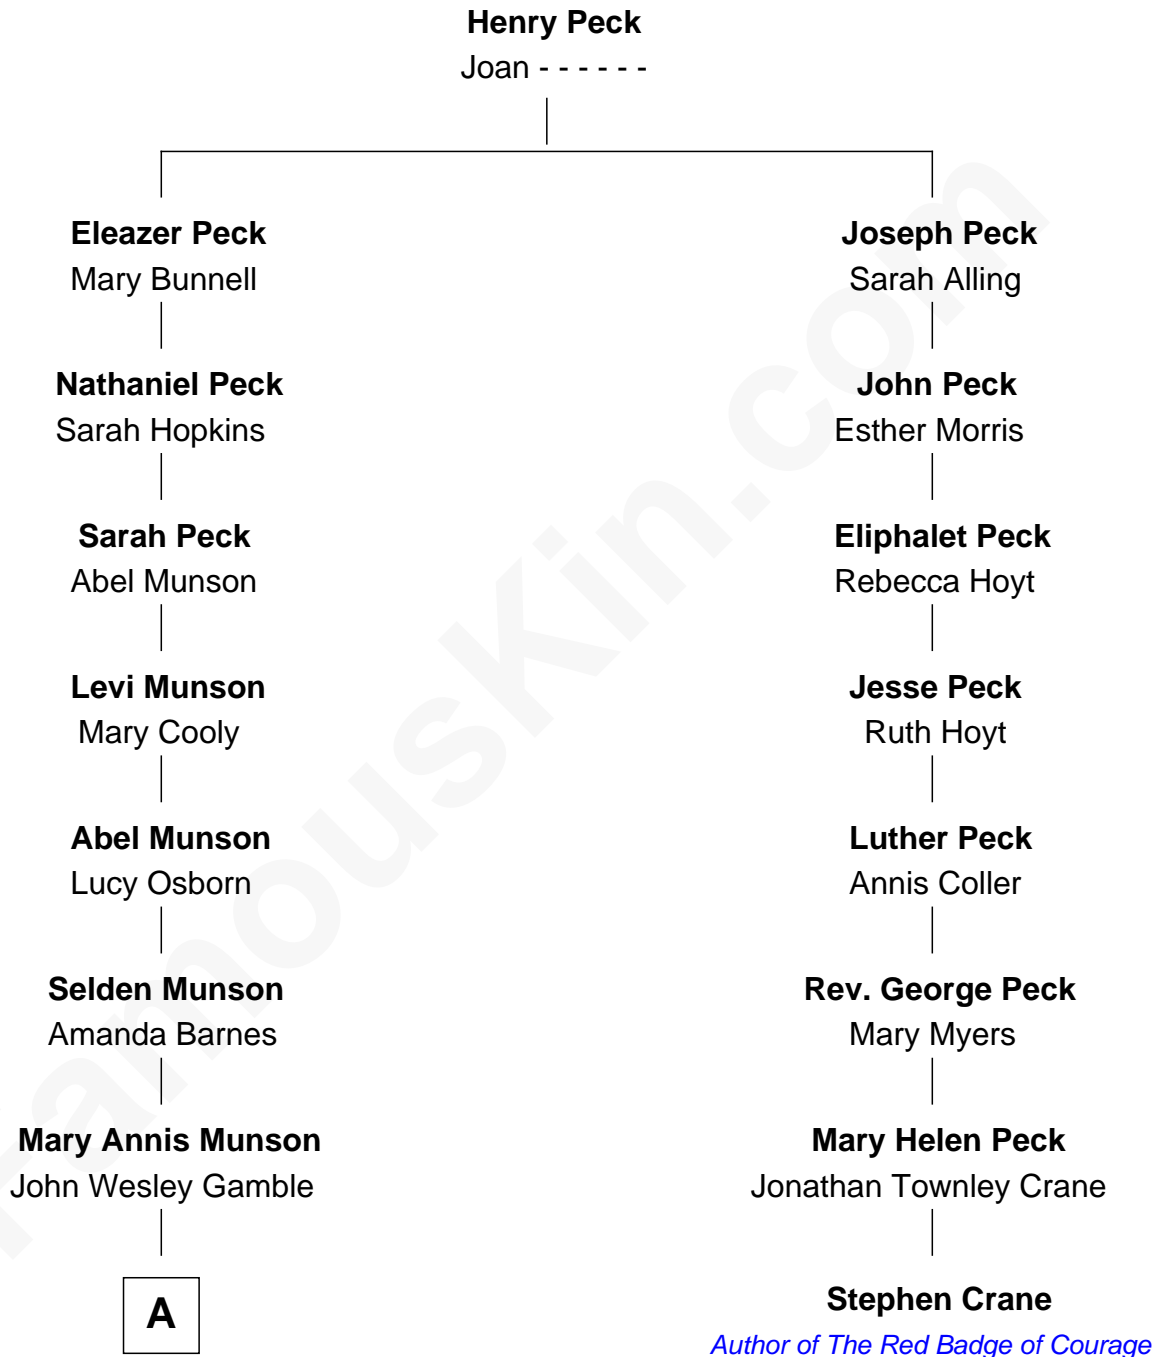 Henry Peck
Joan - - - - - -
Eleazer Peck
Mary Bunnell
Joseph Peck
Sarah Alling
Nathaniel Peck
Sarah Hopkins
John Peck
Esther Morris
Sarah Peck
Abel Munson
Eliphalet Peck
Rebecca Hoyt
Levi Munson
Mary Cooly
Jesse Peck
Ruth Hoyt
Abel Munson
Lucy Osborn
Luther Peck
Annis Coller
Selden Munson
Amanda Barnes
Rev. George Peck
Mary Myers
Mary Annis Munson
John Wesley Gamble
Mary Helen Peck
Jonathan Townley Crane
A
Stephen Crane
Author of The Red Badge of Courage
FamousKin.com